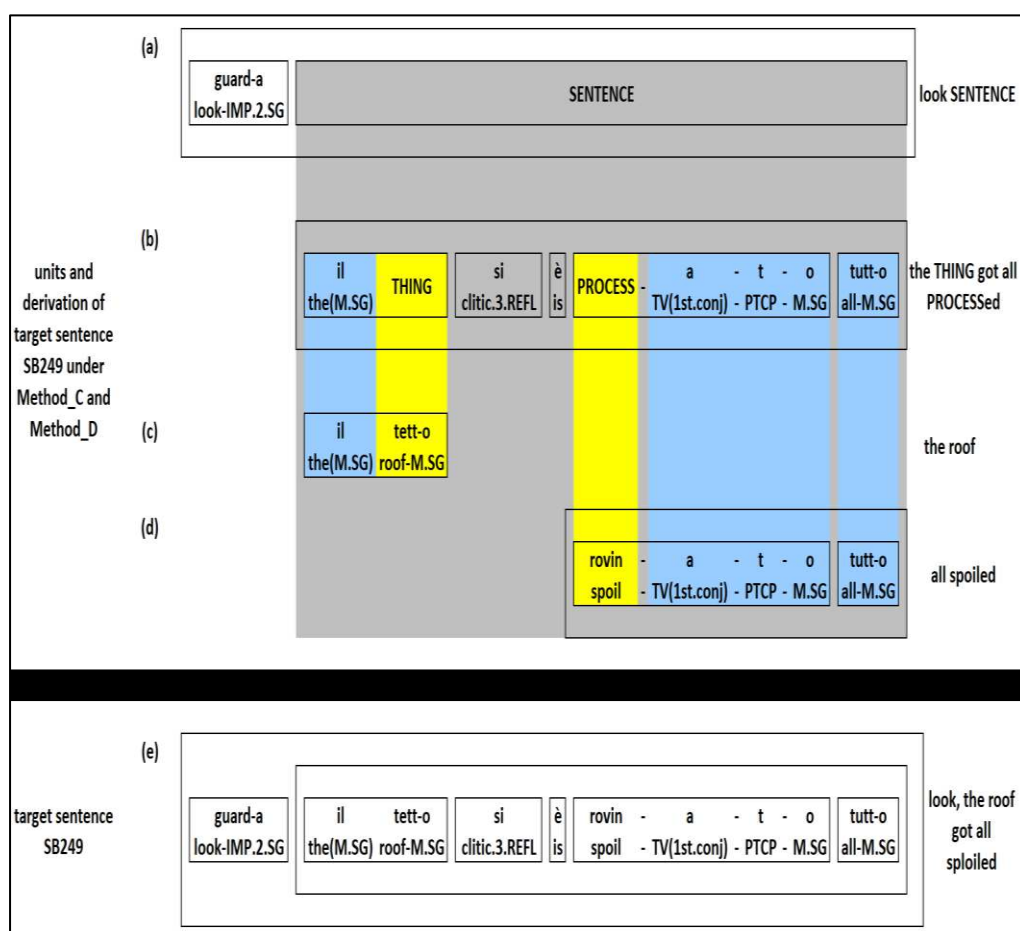 (a)
guard-a
look-IMP.2.SG
SENTENCE
look SENTENCE
units and
derivation of
target sentence
SB249 under
Method_C and
Method_D
(b)
il THING si è PROCESS - a - t - o tutt-o
the(M.SG) clitic.3.REFL is TV(1st.conj) - PTCP - M.SG all-M.SG
the THING got all
PROCESSed
(c)
il tett-o
the(M.SG) roof-M.SG
the roof
(d)
rovin - a - t - o tutt-o
spoil - TV(1st.conj) - PTCP - M.SG all-M.SG
all spoiled
target sentence
SB249
(e)
guard-a il tett-o si è rovin - a - t - o tutt-o
look-IMP.2.SG the(M.SG) roof-M.SG clitic.3.REFL is spoil - TV(1st.conj) - PTCP - M.SG all-M.SG
look, the roof
got all
sploiled